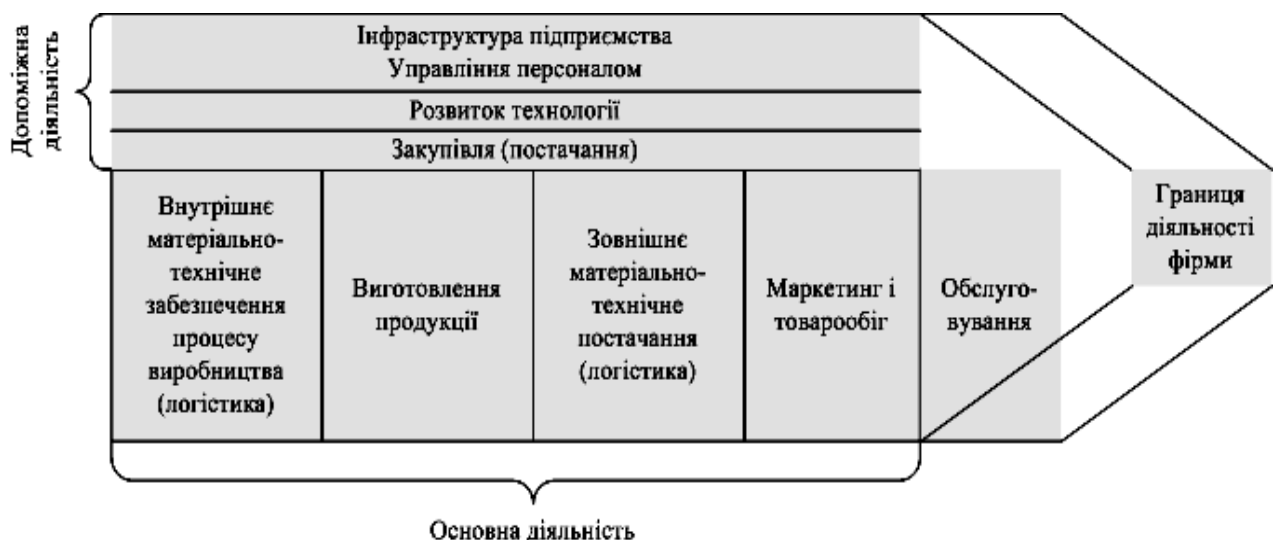 Допоміжна
діяльність
Інфраструктура підприємства
Управління персоналом
Розвиток технології
Закупівля (постачання)
Внутрішнє
матеріально-
технічне
забезпечення
процесу
виробництва
(логістика)
Виготовлення
продукції
Зовнішнє
матеріально-
технічне
постачання
(логістика)
Маркетинг і
товарообіг
Обслуго-
вування
Границя
діяльності
фірми
Основна діяльність